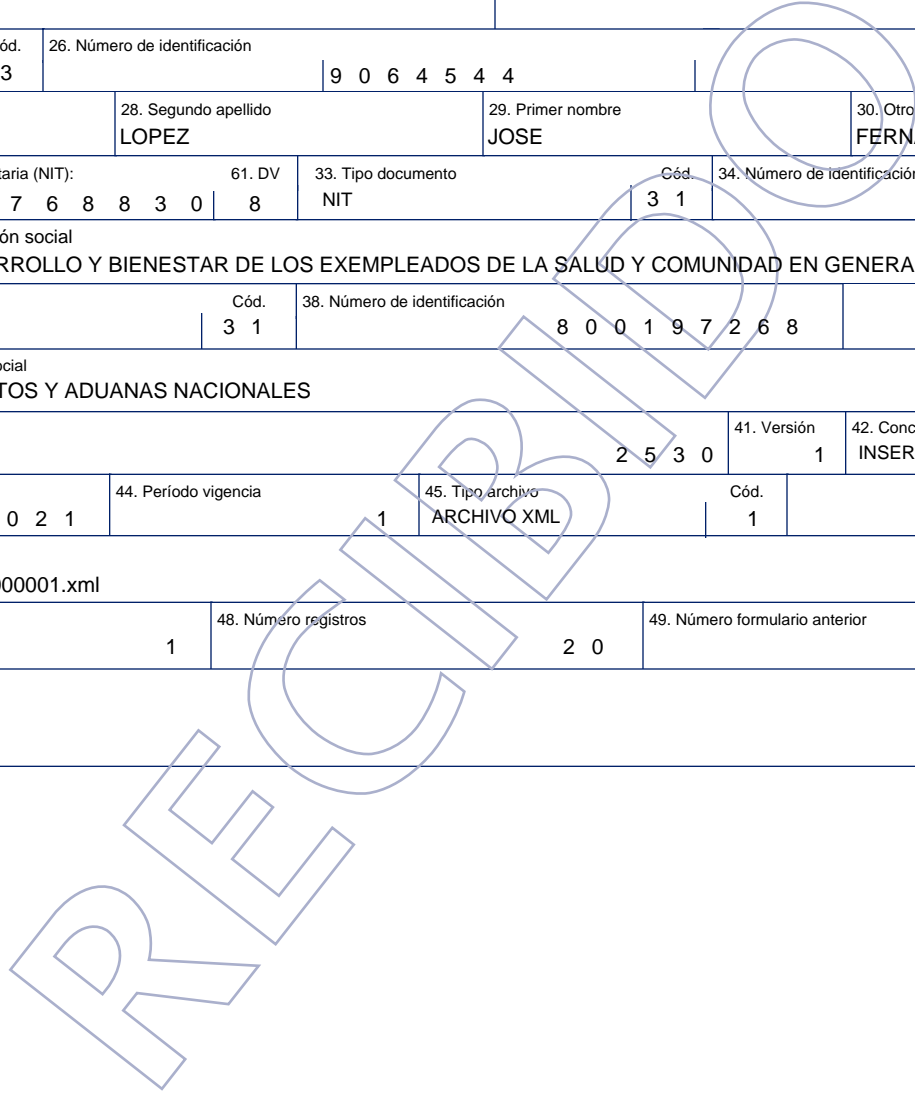 ód. 26. Número de identificación
3 9 0 6 4 5 4 4
28. Segundo apellido 29. Primer nombre 30. Otro
LOPEZ JOSE FERNA
taria (NIT): 61. DV 33. Tipo documento Cód. 34. Número de identificación
7 6 8 8 3 0 8 NIT 3 1
ón social
RROLLO Y BIENESTAR DE LOS EXEMPLEADOS DE LA SALUD Y COMUNIDAD EN GENERA
Cód. 38. Número de identificación
3 1 8 0 0 1 9 7 2 6 8
ocial
TOS Y ADUANAS NACIONALES
41. Versión 42. Conc
2 5 3 0 1 INSER
44. Período vigencia 45. Tipo archivo Cód.
0 2 1 1 ARCHIVO XML 1
000001.xml
48. Número registros 49. Número formulario anterior
1 2 0
RECIBIDO